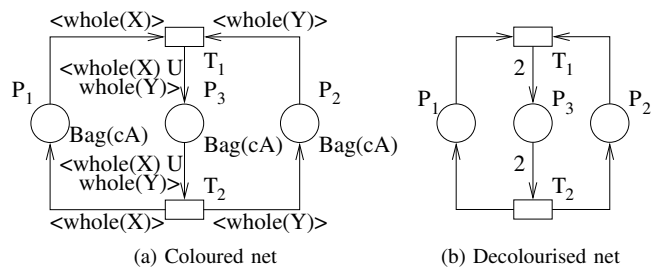 <whole(X)> <whole(Y)>
<whole(X) U T1
whole(Y)> P3
P1 P2
Bag(cA) Bag(cA) Bag(cA)
<whole(X) U
whole(Y)> T2
<whole(X)> <whole(Y)>
(a) Coloured net
2 T1
P1 P3 P2
2 T2
(b) Decolourised net